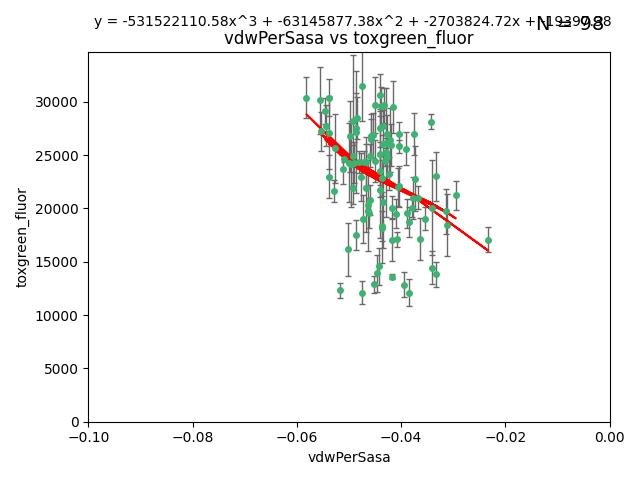 y = -531522110.58x^3 + -63145877.38x^2 + -2703824.72x +
N = 98
vdwPerSasa vs toxgreen_fluor
toxgreen_fluor
30000
25000
20000
15000
10000
5000
0
−0.10 −0.08 −0.06 −0.04 −0.02 0.00
vdwPerSasa